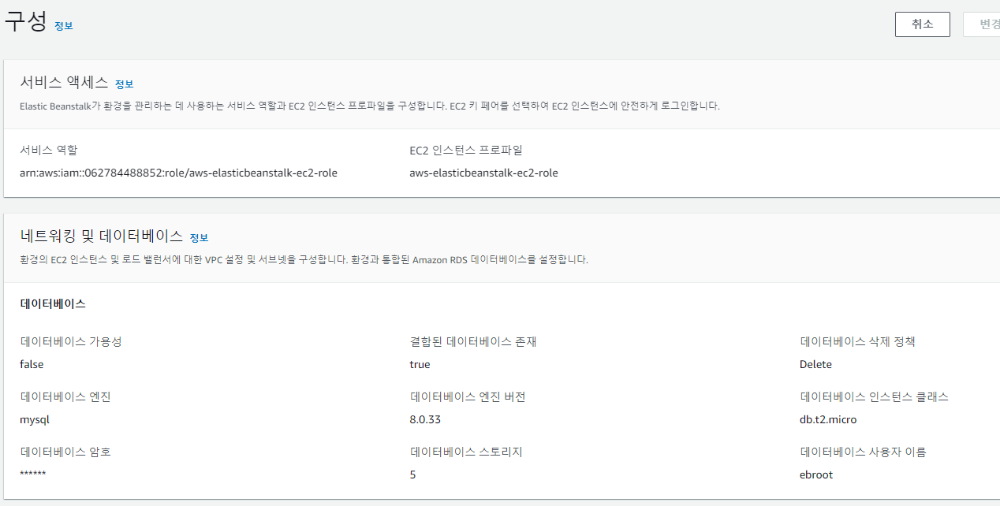 구성 정보
취소
변경
서비스 액세스 정보
Elastic Beanstalk가 환경을 관리하는 데 사용하는 서비스 역할과 EC2 인스턴스 프로파일을 구성합니다. EC2 키 페어를 선택하여 EC2 인스턴스에 안전하게 로그인합니다.
서비스 역할
arn:aws:iam::062784488852:role/aws-elasticbeanstalk-ec2-role
EC2 인스턴스 프로파일
aws-elasticbeanstalk-ec2-role
네트워킹 및 데이터베이스 정보
환경의 EC2 인스턴스 및 로드 밸런서에 대한 VPC 설정 및 서브넷을 구성합니다. 환경과 통합된 Amazon RDS 데이터베이스를 설정합니다.
데이터베이스
데이터베이스 가용성
false
결합된 데이터베이스 존재
true
데이터베이스 삭제 정책
Delete
데이터베이스 엔진
mysql
데이터베이스 엔진 버전
8.0.33
데이터베이스 인스턴스 클래스
db.t2.micro
데이터베이스 암호
******
데이터베이스 스토리지
5
데이터베이스 사용자 이름
ebroot